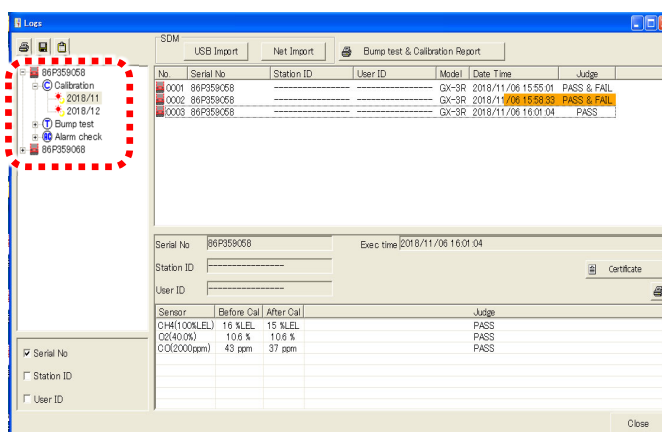 Logs
SDM
USB Import Net Import Bump test & Calibration Report
86P359058
Calibration
2018/11
2018/12
Bump test
Alarm check
86P359068
No. Serial No Station ID User ID Model Date Time Judge
0001 86P359058 ---------------- ---------------- GX-3R 2018/11/06 15:55:01 PASS & FAIL
0002 86P359058 ---------------- ---------------- GX-3R 2018/11/06 15:58:33 PASS & FAIL
0003 86P359058 ---------------- ---------------- GX-3R 2018/11/06 16:01:04 PASS
Serial No 86P359058 Exec time 2018/11/06 16:01:04
Station ID ----------------
Certificate
User ID ----------------
Sensor Before Cal After Cal Judge
CH4(100%LEL) 16 %LEL 15 %LEL PASS
O2(40.0%) 10.6 % 10.6 % PASS
CO(2000ppm) 43 ppm 37 ppm PASS
Serial No
Station ID
User ID
Close